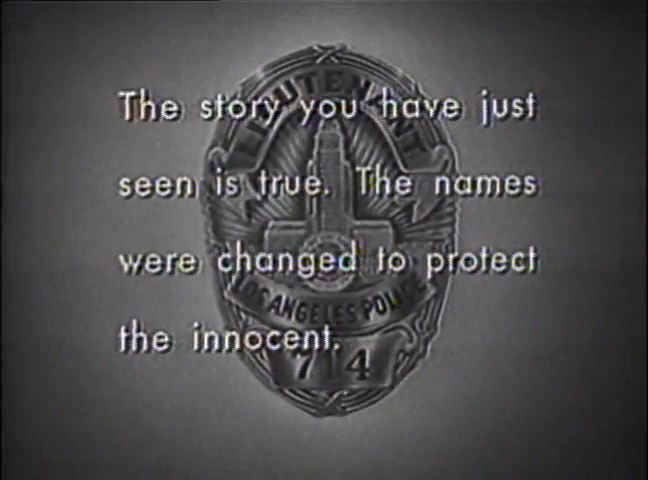 The story you have just
seen is true. The names
were changed to protect
the innocent.
LIEUTENANT
LOS ANGELES POLICE
714